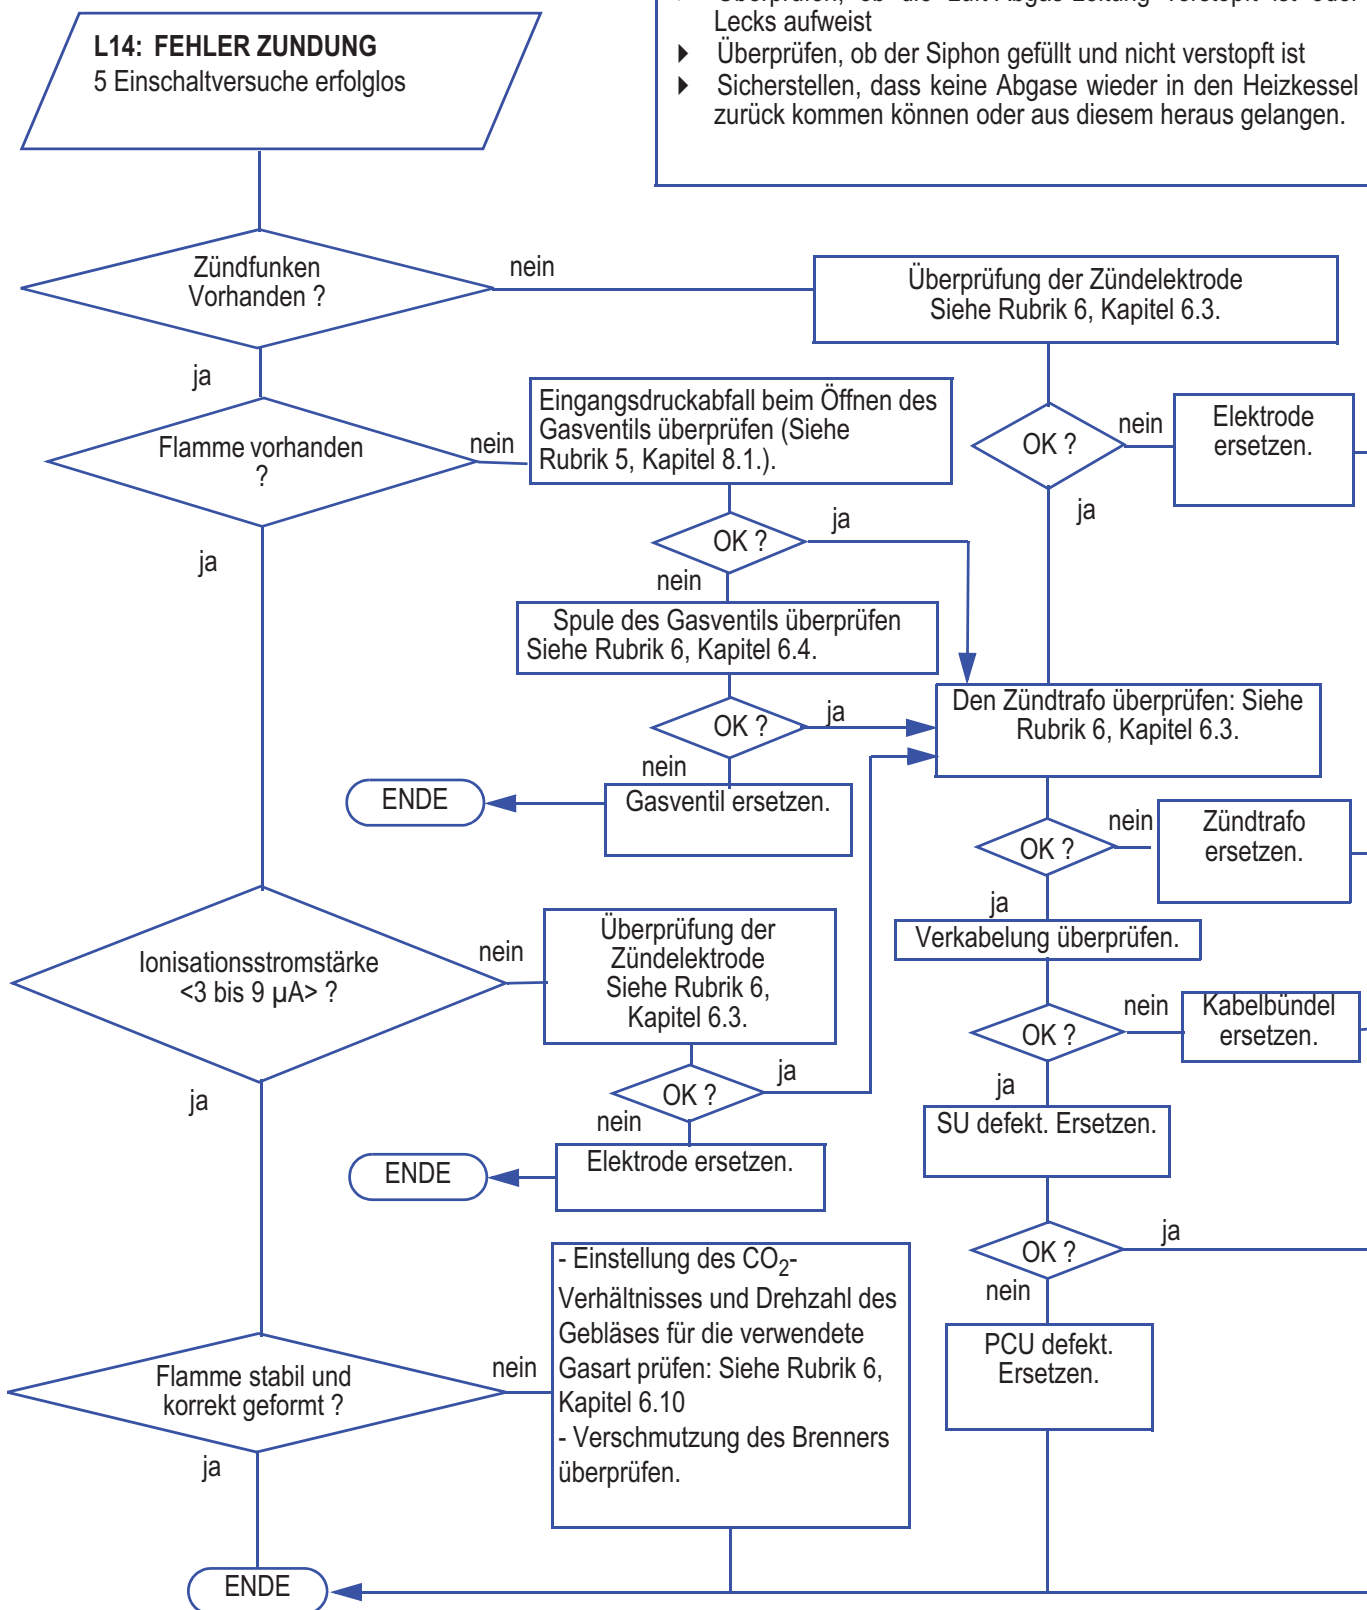 Lecks aufweist
▸ Überprüfen, ob der Siphon gefüllt und nicht verstopft ist
▸ Sicherstellen, dass keine Abgase wieder in den Heizkessel
zurück kommen können oder aus diesem heraus gelangen.
L14: FEHLER ZUNDUNG
5 Einschaltversuche erfolglos
Zündfunken
Vorhanden ?
nein
Überprüfung der Zündelektrode
Siehe Rubrik 6, Kapitel 6.3.
ja
Flamme vorhanden
?
nein
Eingangsdruckabfall beim Öffnen des
Gasventils überprüfen (Siehe
Rubrik 5, Kapitel 8.1.).
OK ?
nein
Elektrode
ersetzen.
ja
ja
OK ?
ja
nein
Spule des Gasventils überprüfen
Siehe Rubrik 6, Kapitel 6.4.
OK ?
ja
Den Zündtrafo überprüfen: Siehe
Rubrik 6, Kapitel 6.3.
nein
Gasventil ersetzen.
ENDE
OK ?
nein
Zündtrafo
ersetzen.
ja
Verkabelung überprüfen.
Ionisationsstromstärke
<3 bis 9 µA> ?
nein
Überprüfung der
Zündelektrode
Siehe Rubrik 6,
Kapitel 6.3.
OK ?
nein
Kabelbündel
ersetzen.
ja
ja
OK ?
ja
nein
Elektrode ersetzen.
ENDE
SU defekt. Ersetzen.
OK ?
ja
nein
PCU defekt.
Ersetzen.
Flamme stabil und
korrekt geformt ?
nein
- Einstellung des CO2-
Verhältnisses und Drehzahl des
Gebläses für die verwendete
Gasart prüfen: Siehe Rubrik 6,
Kapitel 6.10
- Verschmutzung des Brenners
überprüfen.
ja
ENDE